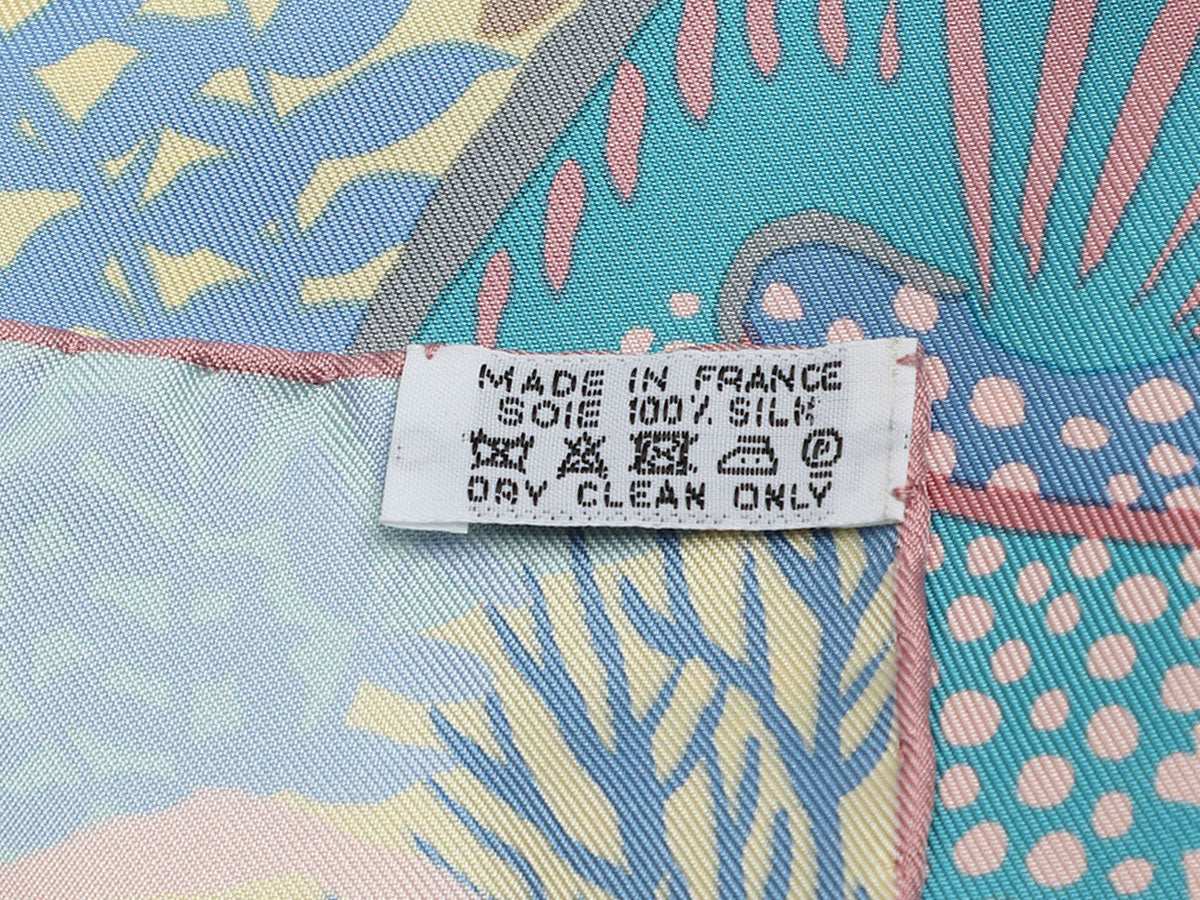 MADE IN FRANCE
SOIE 100% SILK
P
DRY CLEAN ONLY